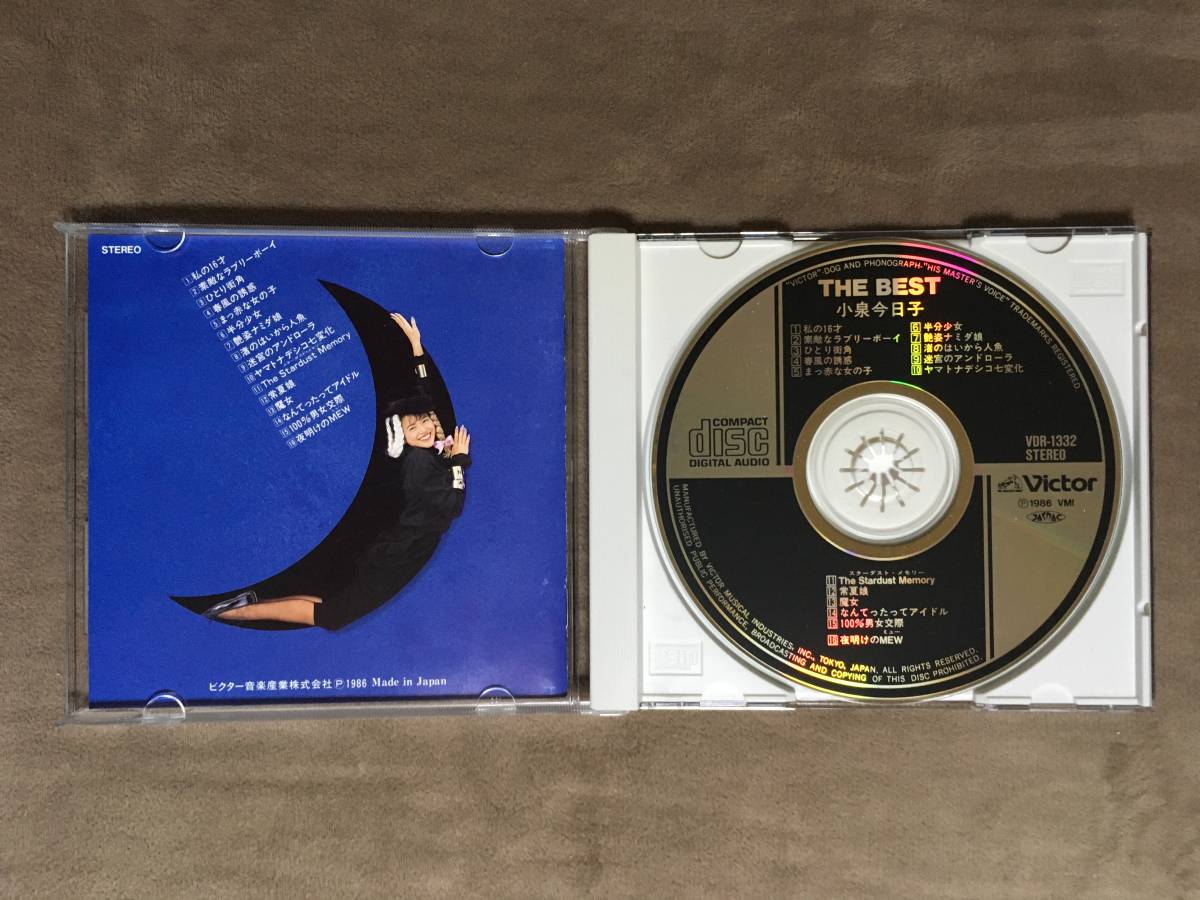 STEREO
1 私の16才
2 素敵なラブリーボーイ
3 ひとり街角
4 春風の誘惑
5 まっ赤な女の子
6 半分少女
7 艶姿ナミダ娘
8 渚のはいから人魚
9 迷宮のアンドローラ
10 ヤマトナデシコ七変化
11 The Stardust Memory
12 常夏娘
13 魔女
14 なんてったってアイドル
15 100%男女交際
16 夜明けのMEW
ビクター音楽産業株式会社 Ⓟ 1986 Made in Japan
"VICTOR"-DOG AND PHONOGRAPH-"HIS MASTER'S VOICE" TRADEMARKS REGISTERED.
THE BEST
小泉今日子
1 私の16才
2 素敵なラブリーボーイ
3 ひとり街角
4 春風の誘惑
5 まっ赤な女の子
6 半分少女
7 艶姿ナミダ娘
8 渚のはいから人魚
9 迷宮のアンドローラ
10 ヤマトナデシコ七変化
COMPACT
disc
DIGITAL AUDIO
VDR-1332
STEREO
Victor
Ⓟ1986 VMI
JASRAC
スターダスト・メモリー
11 The Stardust Memory
12 常夏娘
13 魔女
14 なんてったってアイドル
15 100%男女交際
ミュー
16 夜明けのMEW
MANUFACTURED BY VICTOR MUSICAL INDUSTRIES, INC., TOKYO, JAPAN. ALL RIGHTS RESERVED.
UNAUTHORISED PUBLIC PERFORMANCE, BROADCASTING AND COPYING OF THIS DISC PROHIBITED.